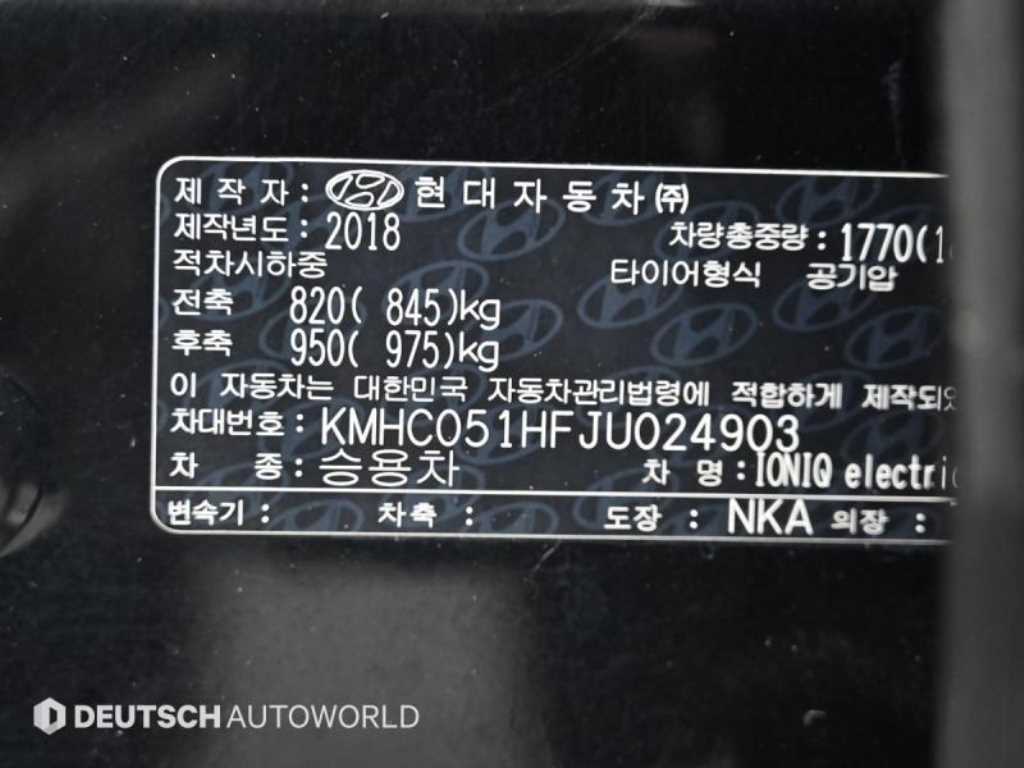 제 작 자 : 현 대 자 동 차 ㈜
제작년도 : 2018 차량총중량 : 1770(1
적차시하중 타이어형식 공기압
전축 820( 845)kg
후축 950( 975)kg
이 자동차는 대한민국 자동차관리법령에 적합하게 제작되
차대번호 : KMHC051HFJU024903
차 종 : 승용차 차 명 : IONIQ electric
변속기 : 차축 : 도장 : NKA 의장 :
DEUTSCH AUTOWORLD